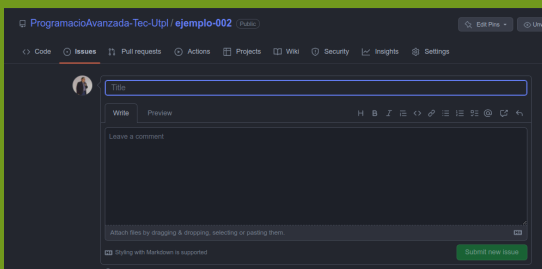 ProgramacioAvanzada-Tec-Utpl / ejemplo-002 Public
Edit Pins
Code Issues Pull requests Actions Projects Wiki Security Insights Settings
Title
Write Preview
Leave a comment
Attach files by dragging & dropping, selecting or pasting them.
Styling with Markdown is supported
Submit new issue